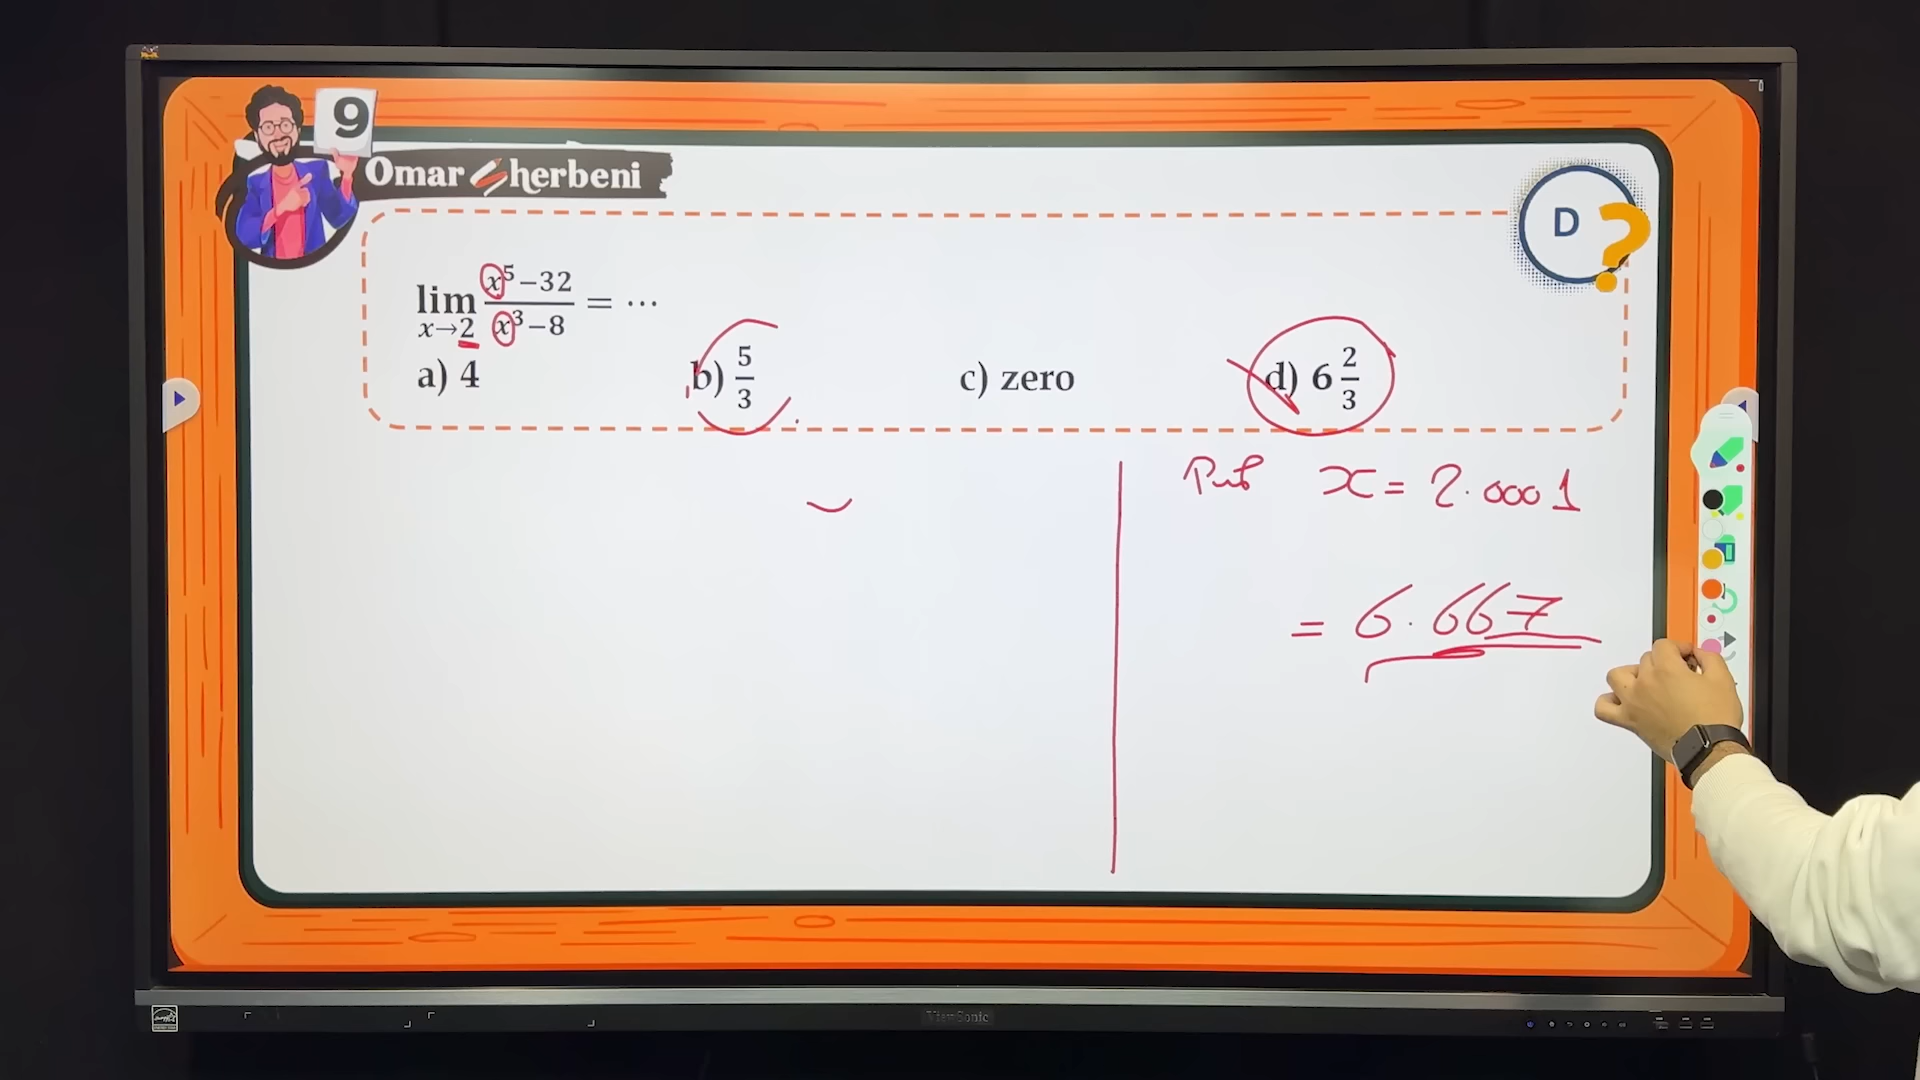 9
Omar Sherbeni
D ?
lim x→2 (x⁵−32)/(x³−8) = ⋯
a) 4 b) 5/3 c) zero d) 6 2/3
Put x = 2.0001
= 6.667
ViewSonic